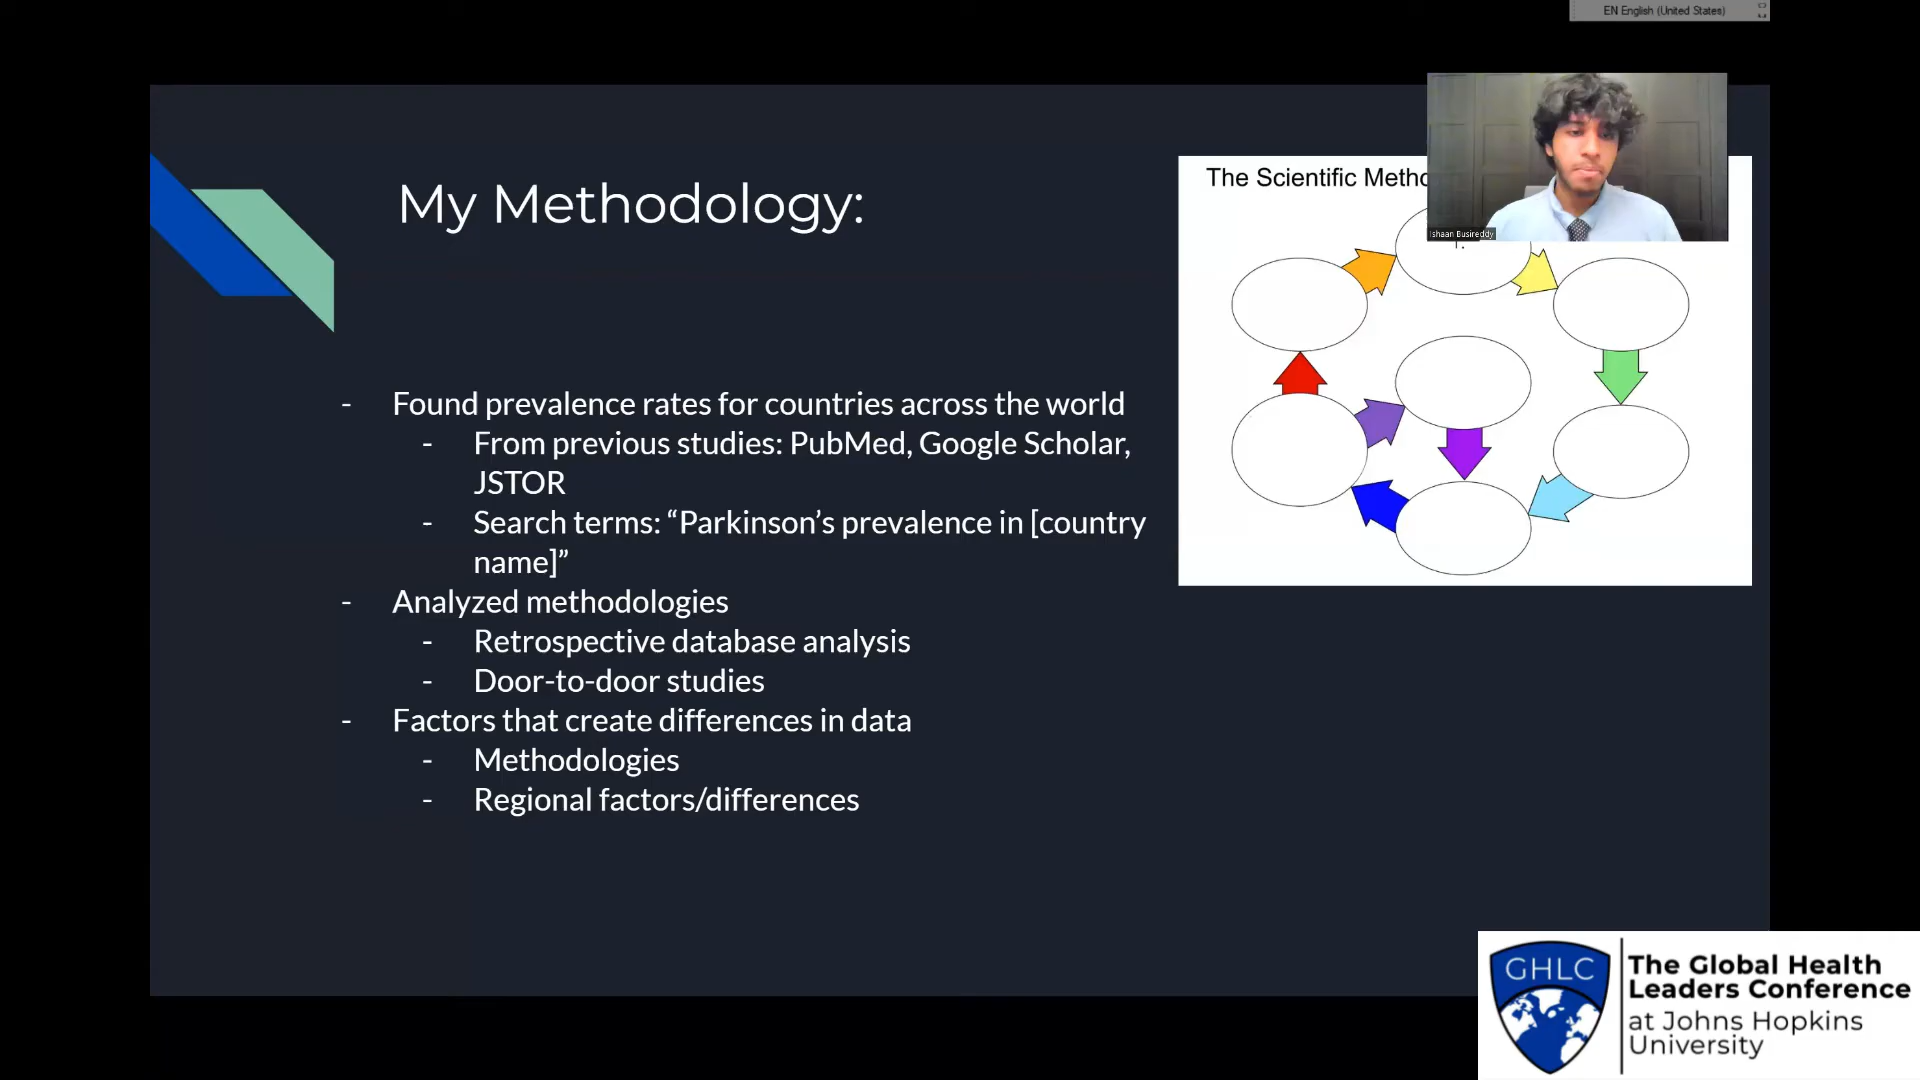 EN English (United States)
My Methodology:
The Scientific Metho
Ishaan Busireddy
- Found prevalence rates for countries across the world
- From previous studies: PubMed, Google Scholar,
JSTOR
- Search terms: “Parkinson’s prevalence in [country
name]”
- Analyzed methodologies
- Retrospective database analysis
- Door-to-door studies
- Factors that create differences in data
- Methodologies
- Regional factors/differences
GHLC
The Global Health
Leaders Conference
at Johns Hopkins
University